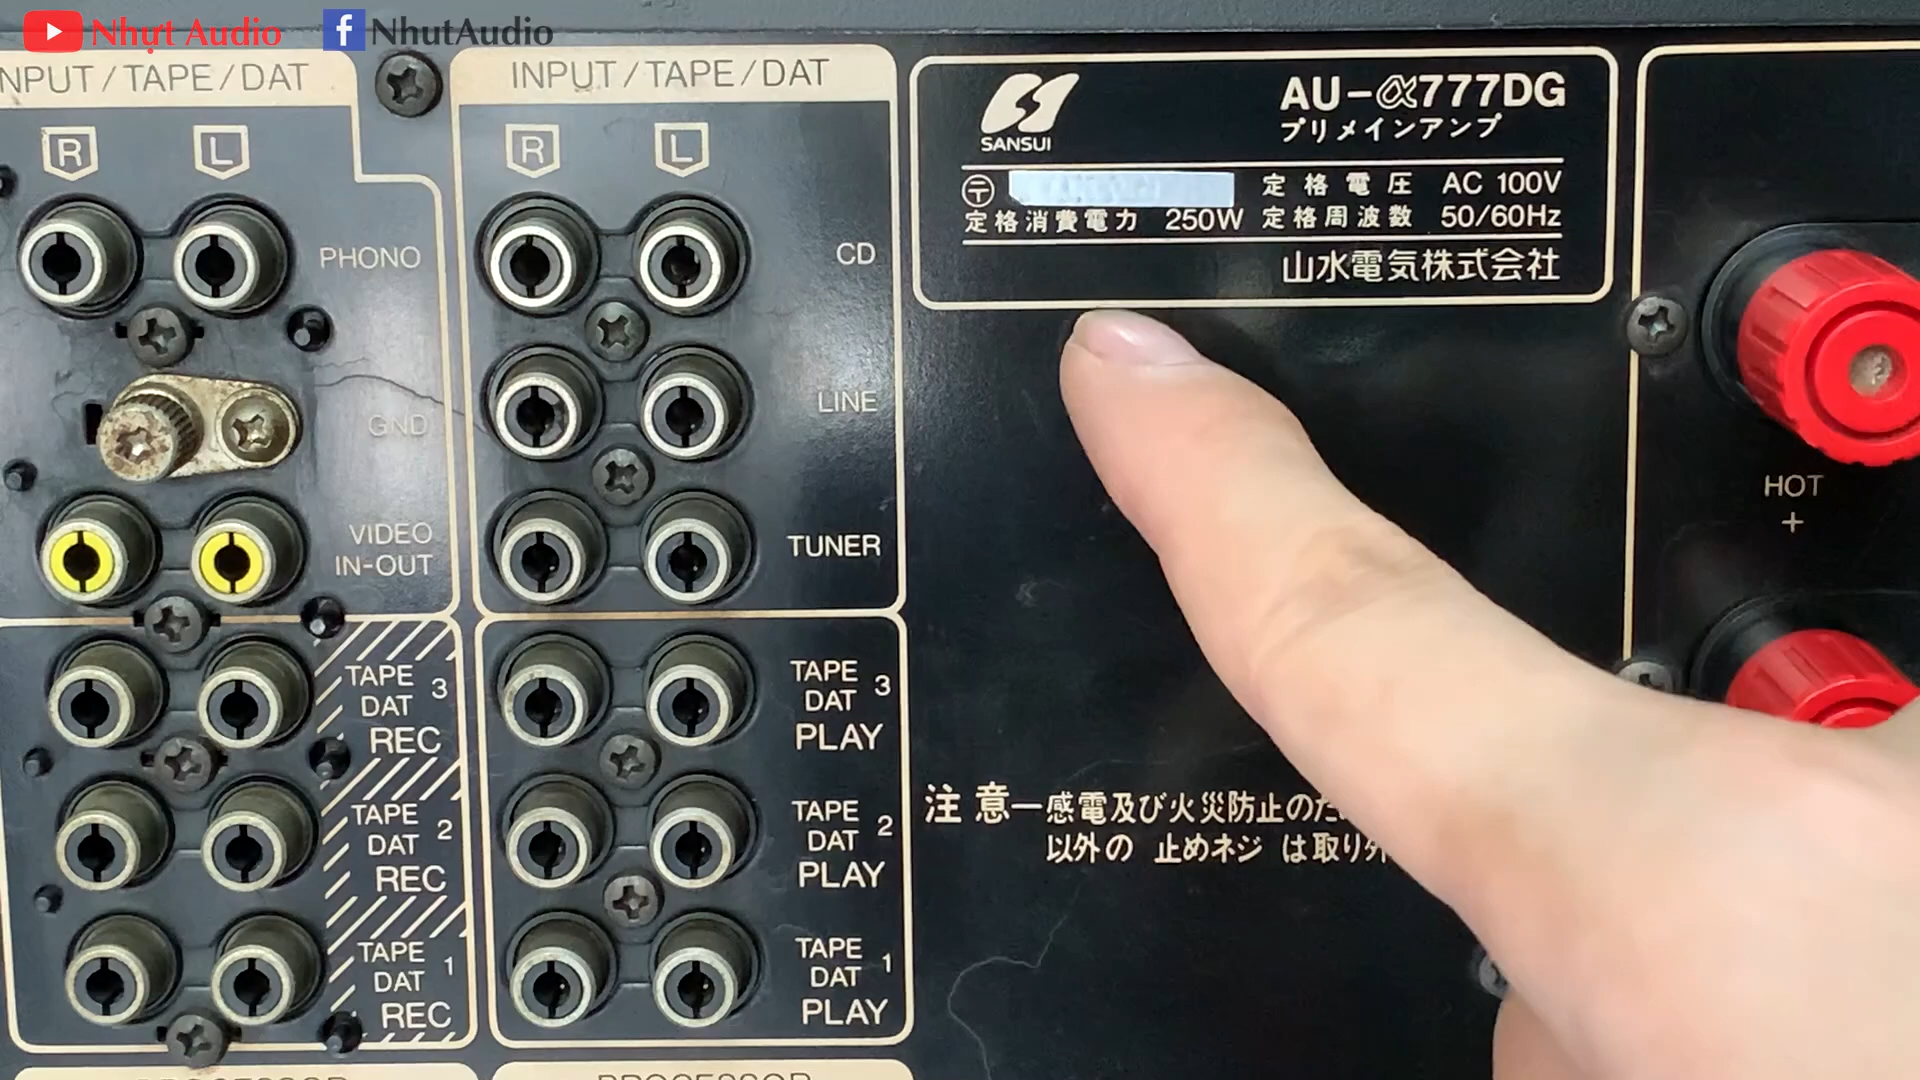 Nhựt Audio
NhutAudio
INPUT/TAPE/DAT
R L
PHONO
GND
VIDEO
IN-OUT
TAPE 3
DAT
REC
TAPE 2
DAT
REC
TAPE 1
DAT
REC
INPUT/TAPE/DAT
R L
CD
LINE
TUNER
TAPE 3
DAT
PLAY
TAPE 2
DAT
PLAY
TAPE 1
DAT
PLAY
SANSUI
AU-α777DG
プリメインアンプ
〒 定格電圧 AC 100V
定格消費電力 250W 定格周波数 50/60Hz
山水電気株式会社
HOT
+
注意—感電及び火災防止のた
以外の 止めネジ は取り外